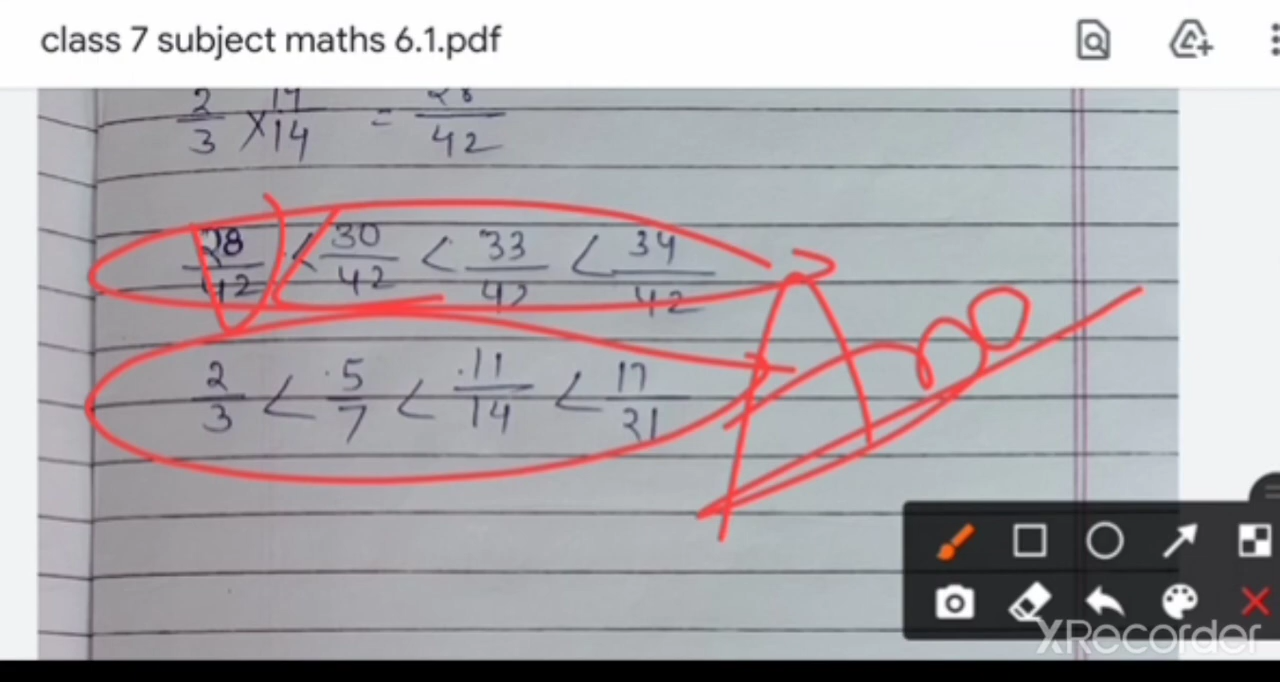 class 7 subject maths 6.1.pdf
2/3 × 14/14 = 28/42
28/42 < 30/42 < 33/42 < 34/42
2/3 < 5/7 < 11/14 < 17/21
Ans
XRecorder